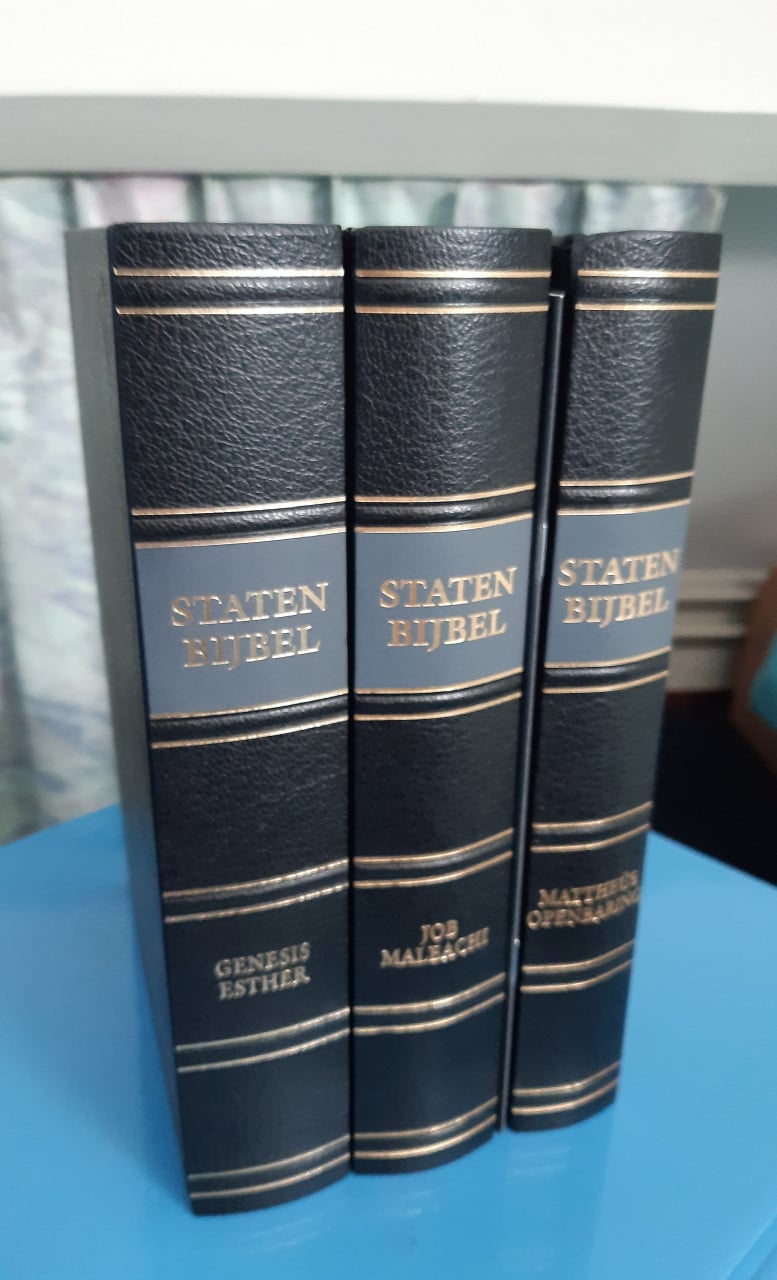 STATEN
BIJBEL
GENESIS
ESTHER
STATEN
BIJBEL
JOB
MALEACHI
STATEN
BIJBEL
MATTHEÜS
OPENBARING